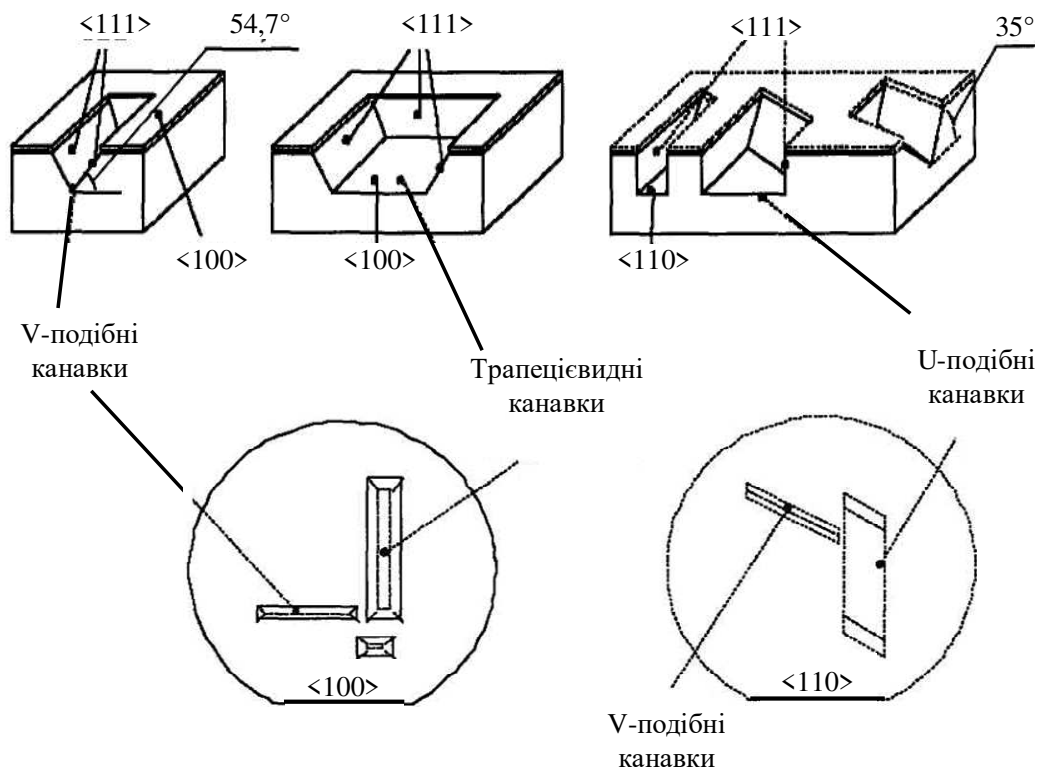 <111>
54,7°
<111>
<111>
35°
<100>
<100>
<110>
V-подібні
канавки
Трапецієвидні
канавки
U-подібні
канавки
<100>
<110>
V-подібні
канавки